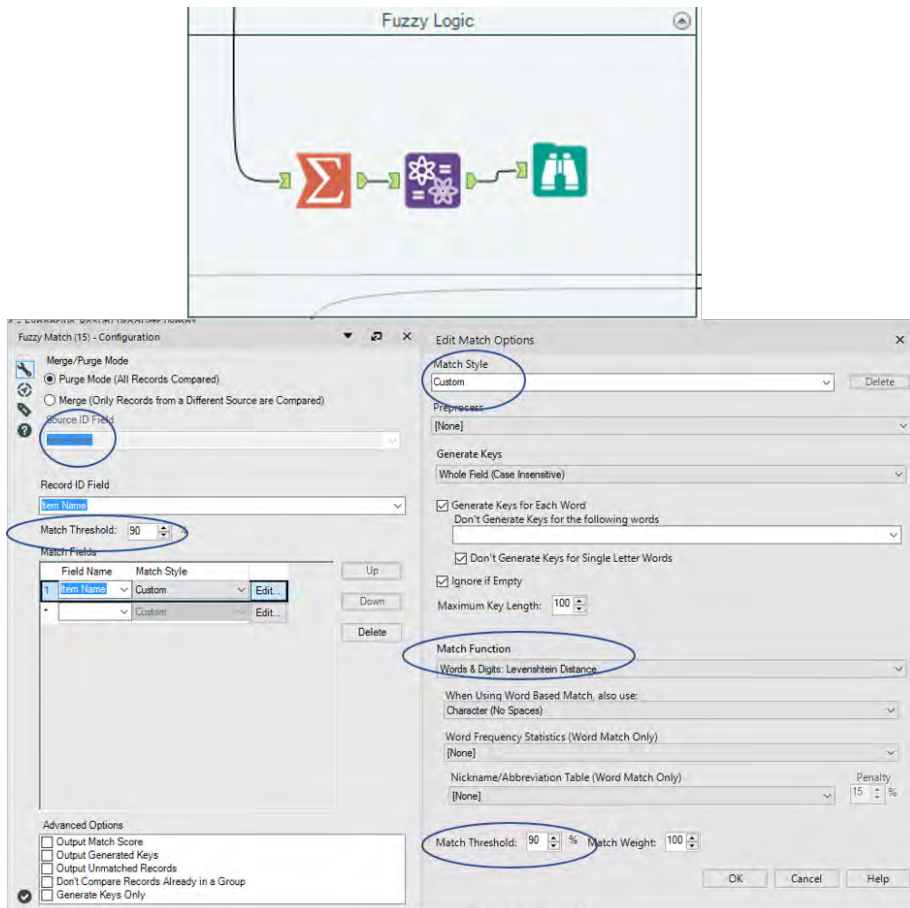 Fuzzy Logic
Fuzzy Match (15) - Configuration
Merge/Purge Mode
Purge Mode (All Records Compared)
Merge (Only Records from a Different Source are Compared)
Source ID Field
Record ID Field
Item Name
Match Threshold: 90 %
Match Fields
Field Name Match Style
1 Item Name Custom Edit...
* Custom Edit...
Up
Down
Delete
Advanced Options
Output Match Score
Output Generated Keys
Output Unmatched Records
Don't Compare Records Already in a Group
Generate Keys Only
Edit Match Options
Match Style
Custom Delete
Preprocess
[None]
Generate Keys
Whole Field (Case Insensitive)
Generate Keys for Each Word
Don't Generate Keys for the following words
Don't Generate Keys for Single Letter Words
Ignore if Empty
Maximum Key Length: 100
Match Function
Words & Digits: Levenshtein Distance
When Using Word Based Match, also use:
Character (No Spaces)
Word Frequency Statistics (Word Match Only)
[None]
Nickname/Abbreviation Table (Word Match Only) Penalty
[None] 15 %
Match Threshold: 90 % Match Weight: 100
OK Cancel Help